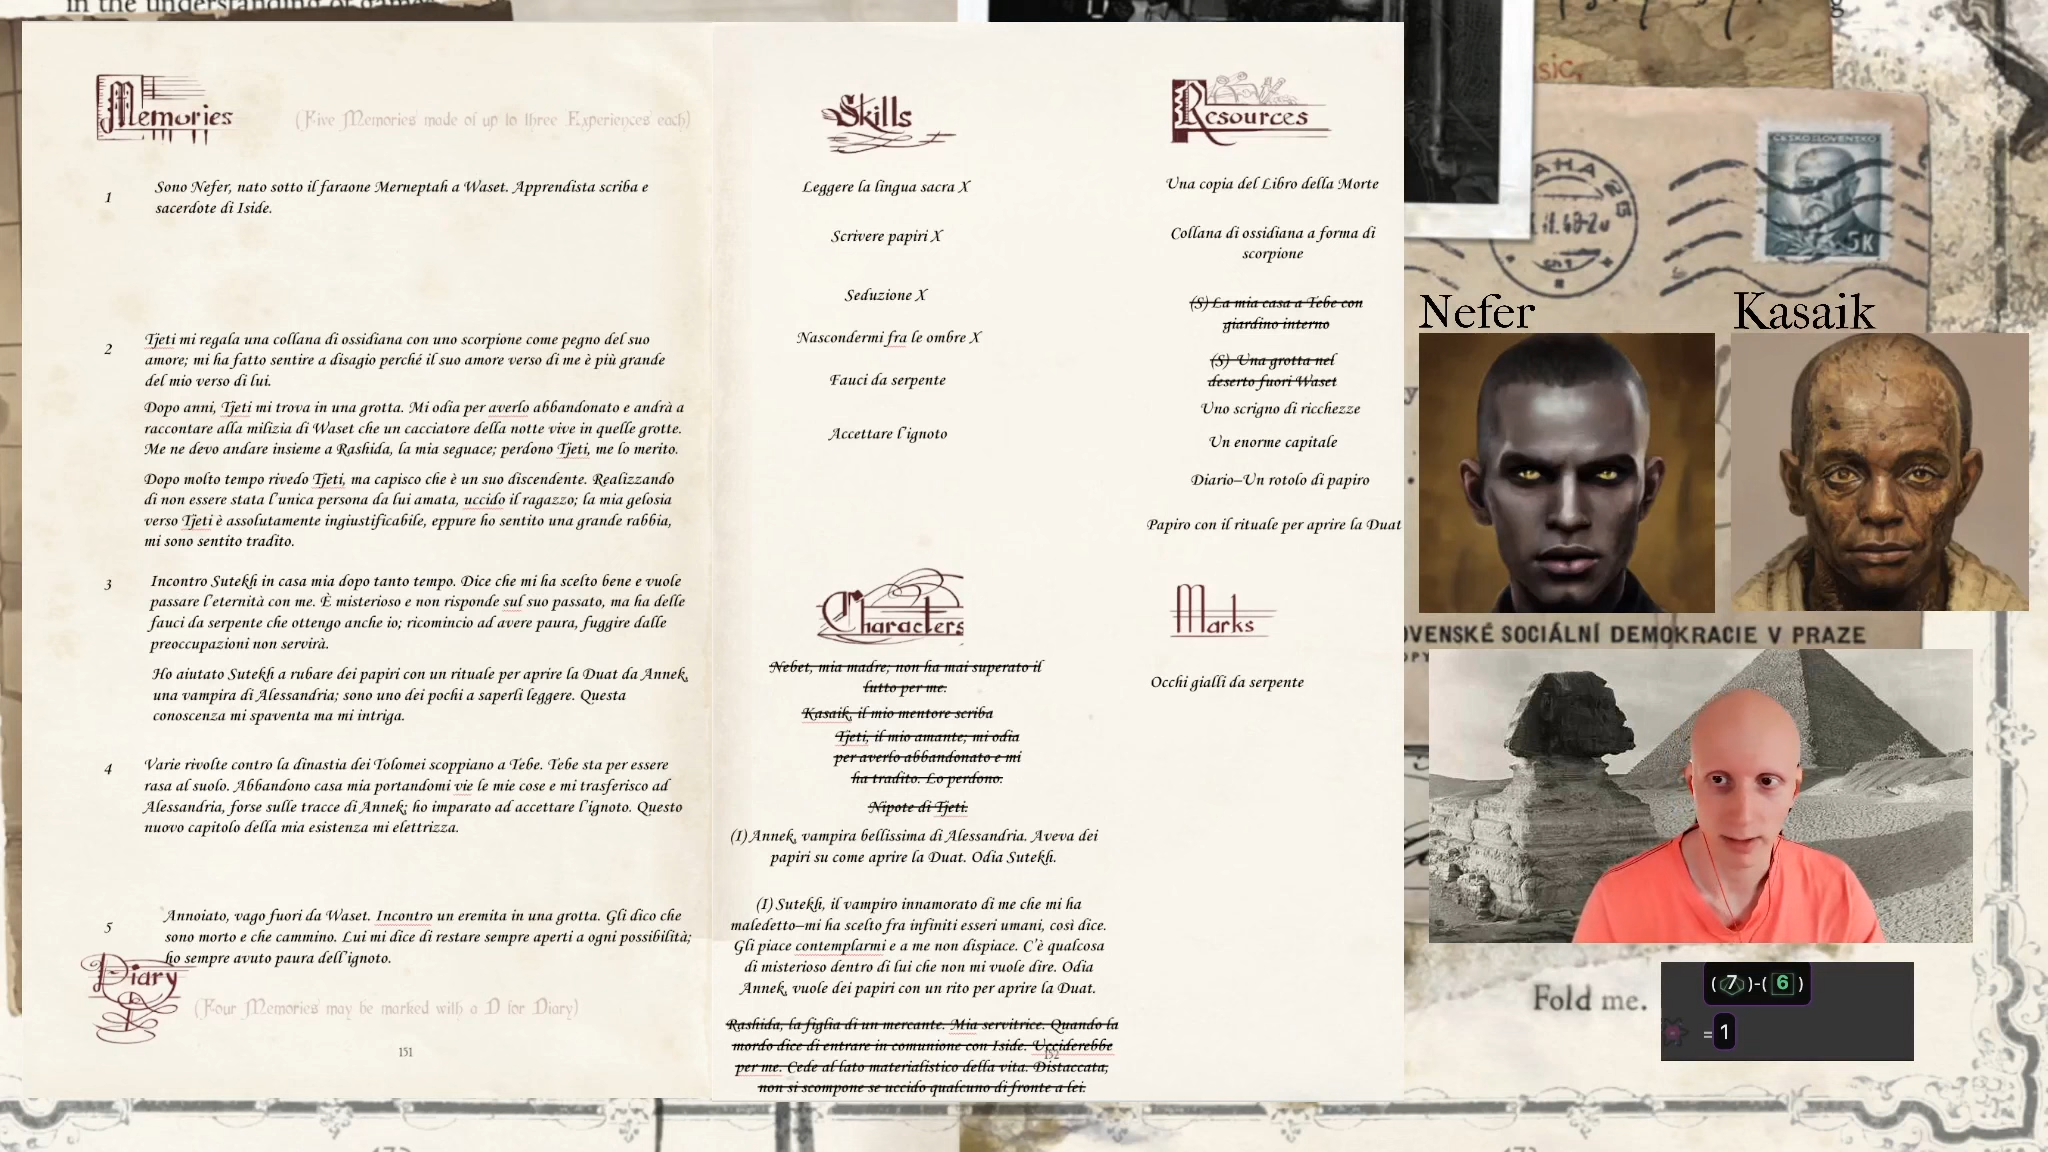 in the understanding of games
Memories
(Five Memories made of up to three Experiences each)
1
Sono Nefer, nato sotto il faraone Merneptah a Waset. Apprendista scriba e
sacerdote di Iside.
2
Tjeti mi regala una collana di ossidiana con uno scorpione come pegno del suo
amore; mi ha fatto sentire a disagio perché il suo amore verso di me è più grande
del mio verso di lui.
Dopo anni, Tjeti mi trova in una grotta. Mi odia per averlo abbandonato e andrà a
raccontare alla milizia di Waset che un cacciatore della notte vive in quelle grotte.
Me ne devo andare insieme a Rashida, la mia seguace; perdono Tjeti, me lo merito.
Dopo molto tempo rivedo Tjeti, ma capisco che è un suo discendente. Realizzando
di non essere stata l'unica persona da lui amata, uccido il ragazzo; la mia gelosia
verso Tjeti è assolutamente ingiustificabile, eppure ho sentito una grande rabbia,
mi sono sentito tradito.
3
Incontro Sutekh in casa mia dopo tanto tempo. Dice che mi ha scelto bene e vuole
passare l'eternità con me. È misterioso e non risponde sul suo passato, ma ha delle
fauci da serpente che ottengo anche io; ricomincio ad avere paura, fuggire dalle
preoccupazioni non servirà.
Ho aiutato Sutekh a rubare dei papiri con un rituale per aprire la Duat da Annek,
una vampira di Alessandria; sono uno dei pochi a saperli leggere. Questa
conoscenza mi spaventa ma mi intriga.
4
Varie rivolte contro la dinastia dei Tolomei scoppiano a Tebe. Tebe sta per essere
rasa al suolo. Abbandono casa mia portandomi vie le mie cose e mi trasferisco ad
Alessandria, forse sulle tracce di Annek; ho imparato ad accettare l'ignoto. Questo
nuovo capitolo della mia esistenza mi elettrizza.
5
Annoiato, vago fuori da Waset. Incontro un eremita in una grotta. Gli dico che
sono morto e che cammino. Lui mi dice di restare sempre aperti a ogni possibilità;
ho sempre avuto paura dell'ignoto.
Diary
(Four Memories may be marked with a D for Diary)
151
Skills
Leggere la lingua sacra X
Scrivere papiri X
Seduzione X
Nascondermi fra le ombre X
Fauci da serpente
Accettare l'ignoto
Resources
Una copia del Libro della Morte
Collana di ossidiana a forma di
scorpione
(S) La mia casa a Tebe con
giardino interno
(S) Una grotta nel
deserto fuori Waset
Uno scrigno di ricchezze
Un enorme capitale
Diario–Un rotolo di papiro
Papiro con il rituale per aprire la Duat
Characters
Nebet, mia madre; non ha mai superato il
lutto per me.
Kasaik, il mio mentore scriba
Tjeti, il mio amante; mi odia
per averlo abbandonato e mi
ha tradito. Lo perdono.
Nipote di Tjeti.
(I) Annek, vampira bellissima di Alessandria. Aveva dei
papiri su come aprire la Duat. Odia Sutekh.
(I) Sutekh, il vampiro innamorato di me che mi ha
maledetto–mi ha scelto fra infiniti esseri umani, così dice.
Gli piace contemplarmi e a me non dispiace. C'è qualcosa
di misterioso dentro di lui che non mi vuole dire. Odia
Annek, vuole dei papiri con un rito per aprire la Duat.
Rashida, la figlia di un mercante. Mia servitrice. Quando la
mordo dice di entrare in comunione con Iside. Ucciderebbe
per me. Cede al lato materialistico della vita. Distaccata,
non si scompone se uccido qualcuno di fronte a lei.
152
Marks
Occhi gialli da serpente
sic,
ČESKOSLOVENSKO
5K
Nefer
Kasaik
OVENSKÉ SOCIÁLNÍ DEMOKRACIE V PRAZE
Fold me.
(7)-(6)
=1